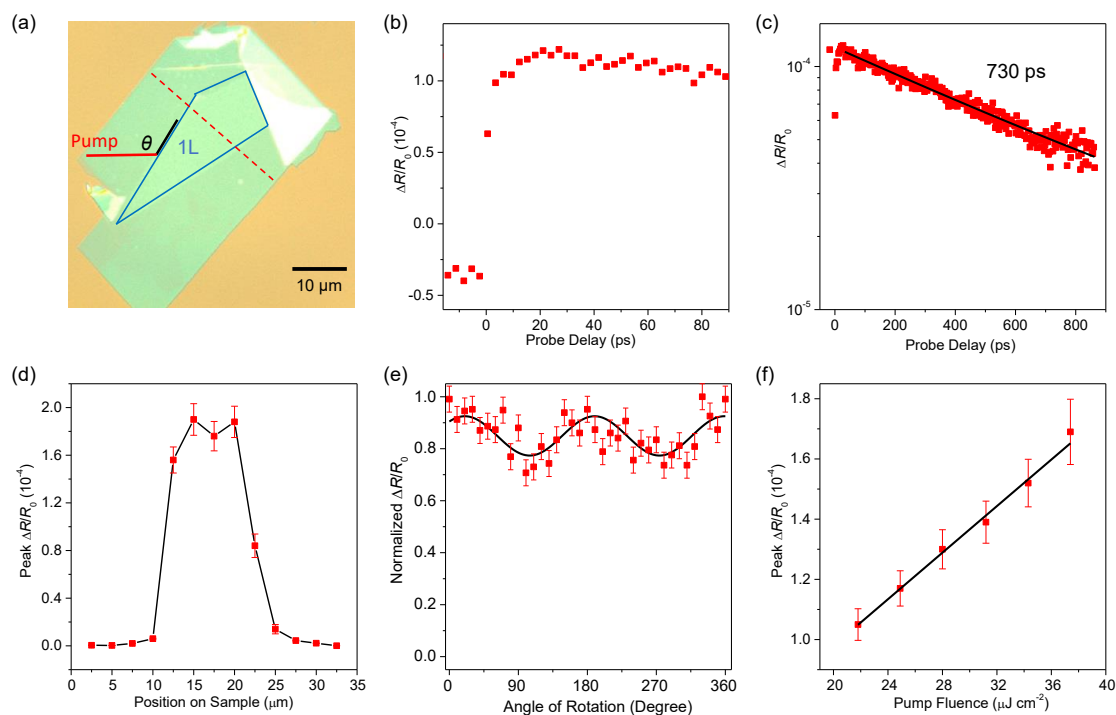 (a)
Pump
θ
1L
10 µm
(b)
1.0
0.5
0.0
-0.5
0
20
40
60
80
ΔR/R0 (10-4)
Probe Delay (ps)
(c)
10-4
10-5
730 ps
0
200
400
600
800
ΔR/R0
Probe Delay (ps)
(d)
2.0
1.6
1.2
0.8
0.4
0.0
0
5
10
15
20
25
30
35
Peak ΔR/R0 (10-4)
Position on Sample (µm)
(e)
1.0
0.8
0.6
0.4
0.2
0.0
0
90
180
270
360
Normalized ΔR/R0
Angle of Rotation (Degree)
(f)
1.8
1.6
1.4
1.2
1.0
20
24
28
32
36
40
Peak ΔR/R0 (10-4)
Pump Fluence (µJ cm-2)